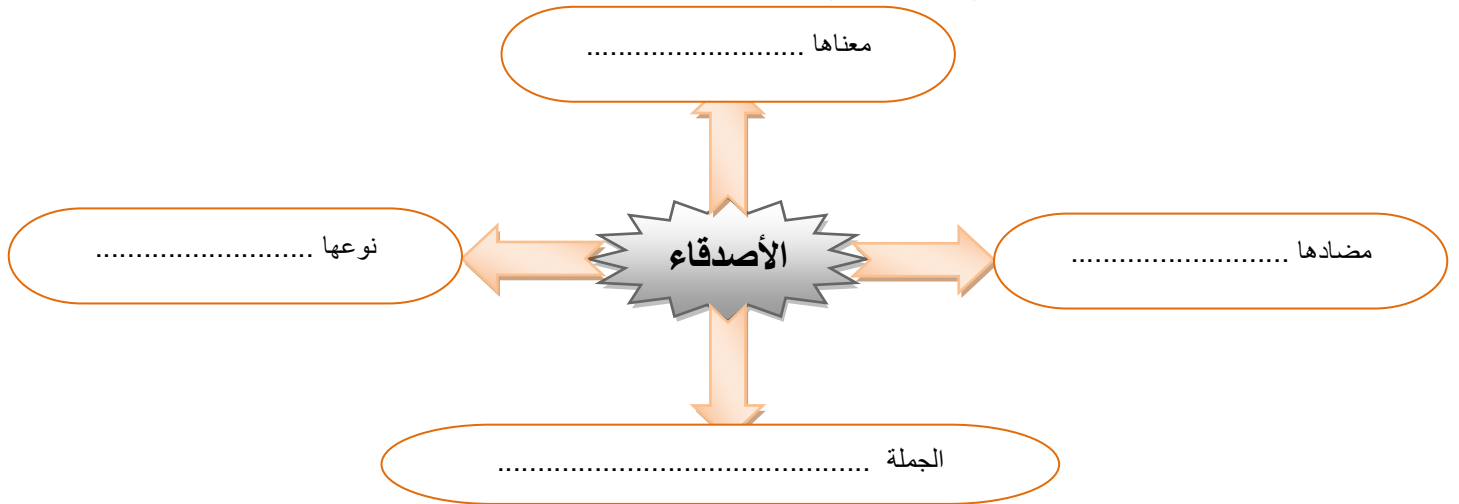 معناها ...........................
مضادها ...........................
الأصدقاء
نوعها ...........................
الجملة ..............................................